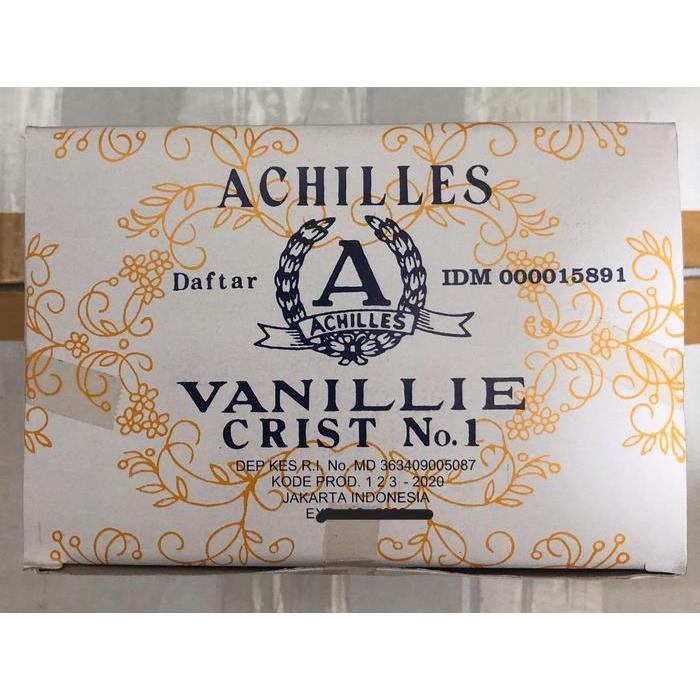 ACHILLES
Daftar A IDM 000015891
ACHILLES
VANILLIE
CRIST No.1
DEP KES R.I. No. MD 363409005087
KODE PROD. 1 2 3 - 2020
JAKARTA INDONESIA